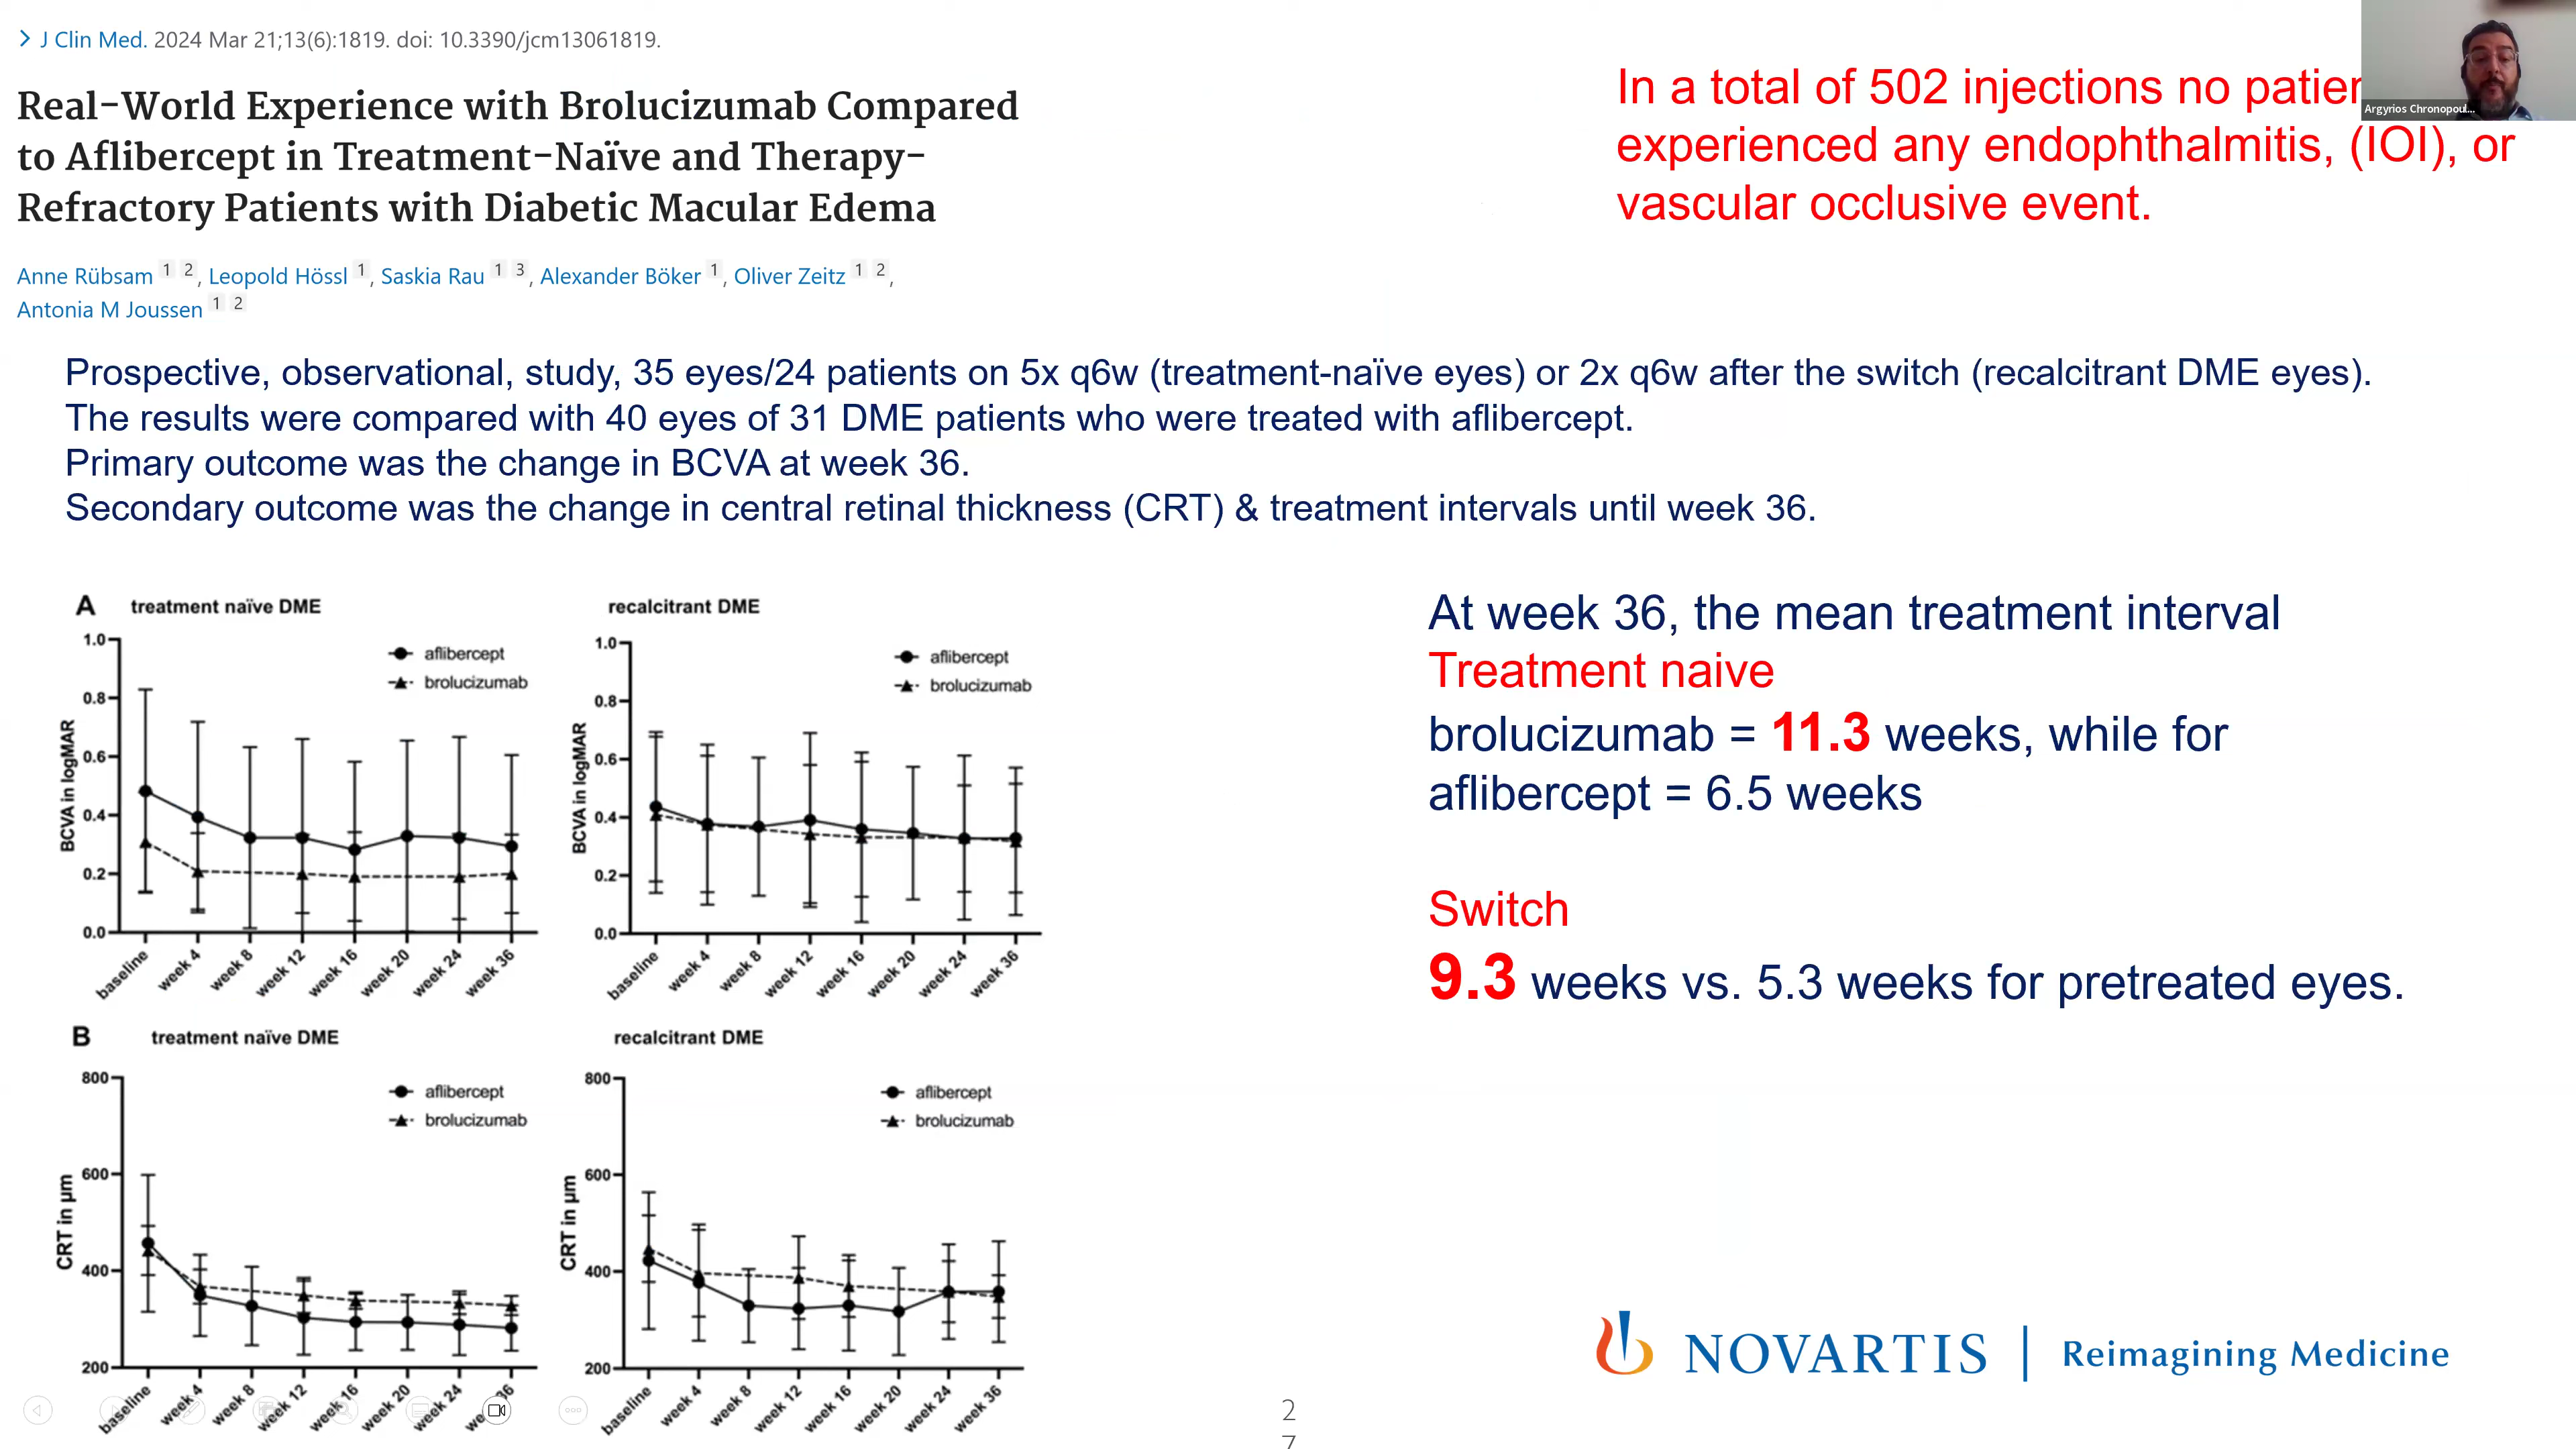 > J Clin Med. 2024 Mar 21;13(6):1819. doi: 10.3390/jcm13061819.
Real-World Experience with Brolucizumab Compared
to Aflibercept in Treatment-Naïve and Therapy-
Refractory Patients with Diabetic Macular Edema
Anne Rübsam 1 2, Leopold Hössl 1, Saskia Rau 1 3, Alexander Böker 1, Oliver Zeitz 1 2,
Antonia M Joussen 1 2
In a total of 502 injections no
experienced any endophthalmitis, (IOI), or
vascular occlusive event.
Argyrios Chronopoul...
Prospective, observational, study, 35 eyes/24 patients on 5x q6w (treatment-naïve eyes) or 2x q6w after the switch (recalcitrant DME eyes).
The results were compared with 40 eyes of 31 DME patients who were treated with aflibercept.
Primary outcome was the change in BCVA at week 36.
Secondary outcome was the change in central retinal thickness (CRT) & treatment intervals until week 36.
A treatment naïve DME
aflibercept
brolucizumab
BCVA in logMAR
1.0
0.8
0.6
0.4
0.2
0.0
baseline
week 4
week 8
week 12
week 16
week 20
week 24
week 36
recalcitrant DME
aflibercept
brolucizumab
BCVA in logMAR
1.0
0.8
0.6
0.4
0.2
0.0
baseline
week 4
week 8
week 12
week 16
week 20
week 24
week 36
B treatment naïve DME
aflibercept
brolucizumab
CRT in µm
800
600
400
200
baseline
week 4
week 8
week 12
week 16
week 20
week 24
36
recalcitrant DME
aflibercept
brolucizumab
CRT in µm
800
600
400
200
baseline
week 4
week 8
week 12
week 16
week 20
week 24
week 36
At week 36, the mean treatment interval
Treatment naive
brolucizumab = 11.3 weeks, while for
aflibercept = 6.5 weeks
Switch
9.3 weeks vs. 5.3 weeks for pretreated eyes.
NOVARTIS | Reimagining Medicine
2
7